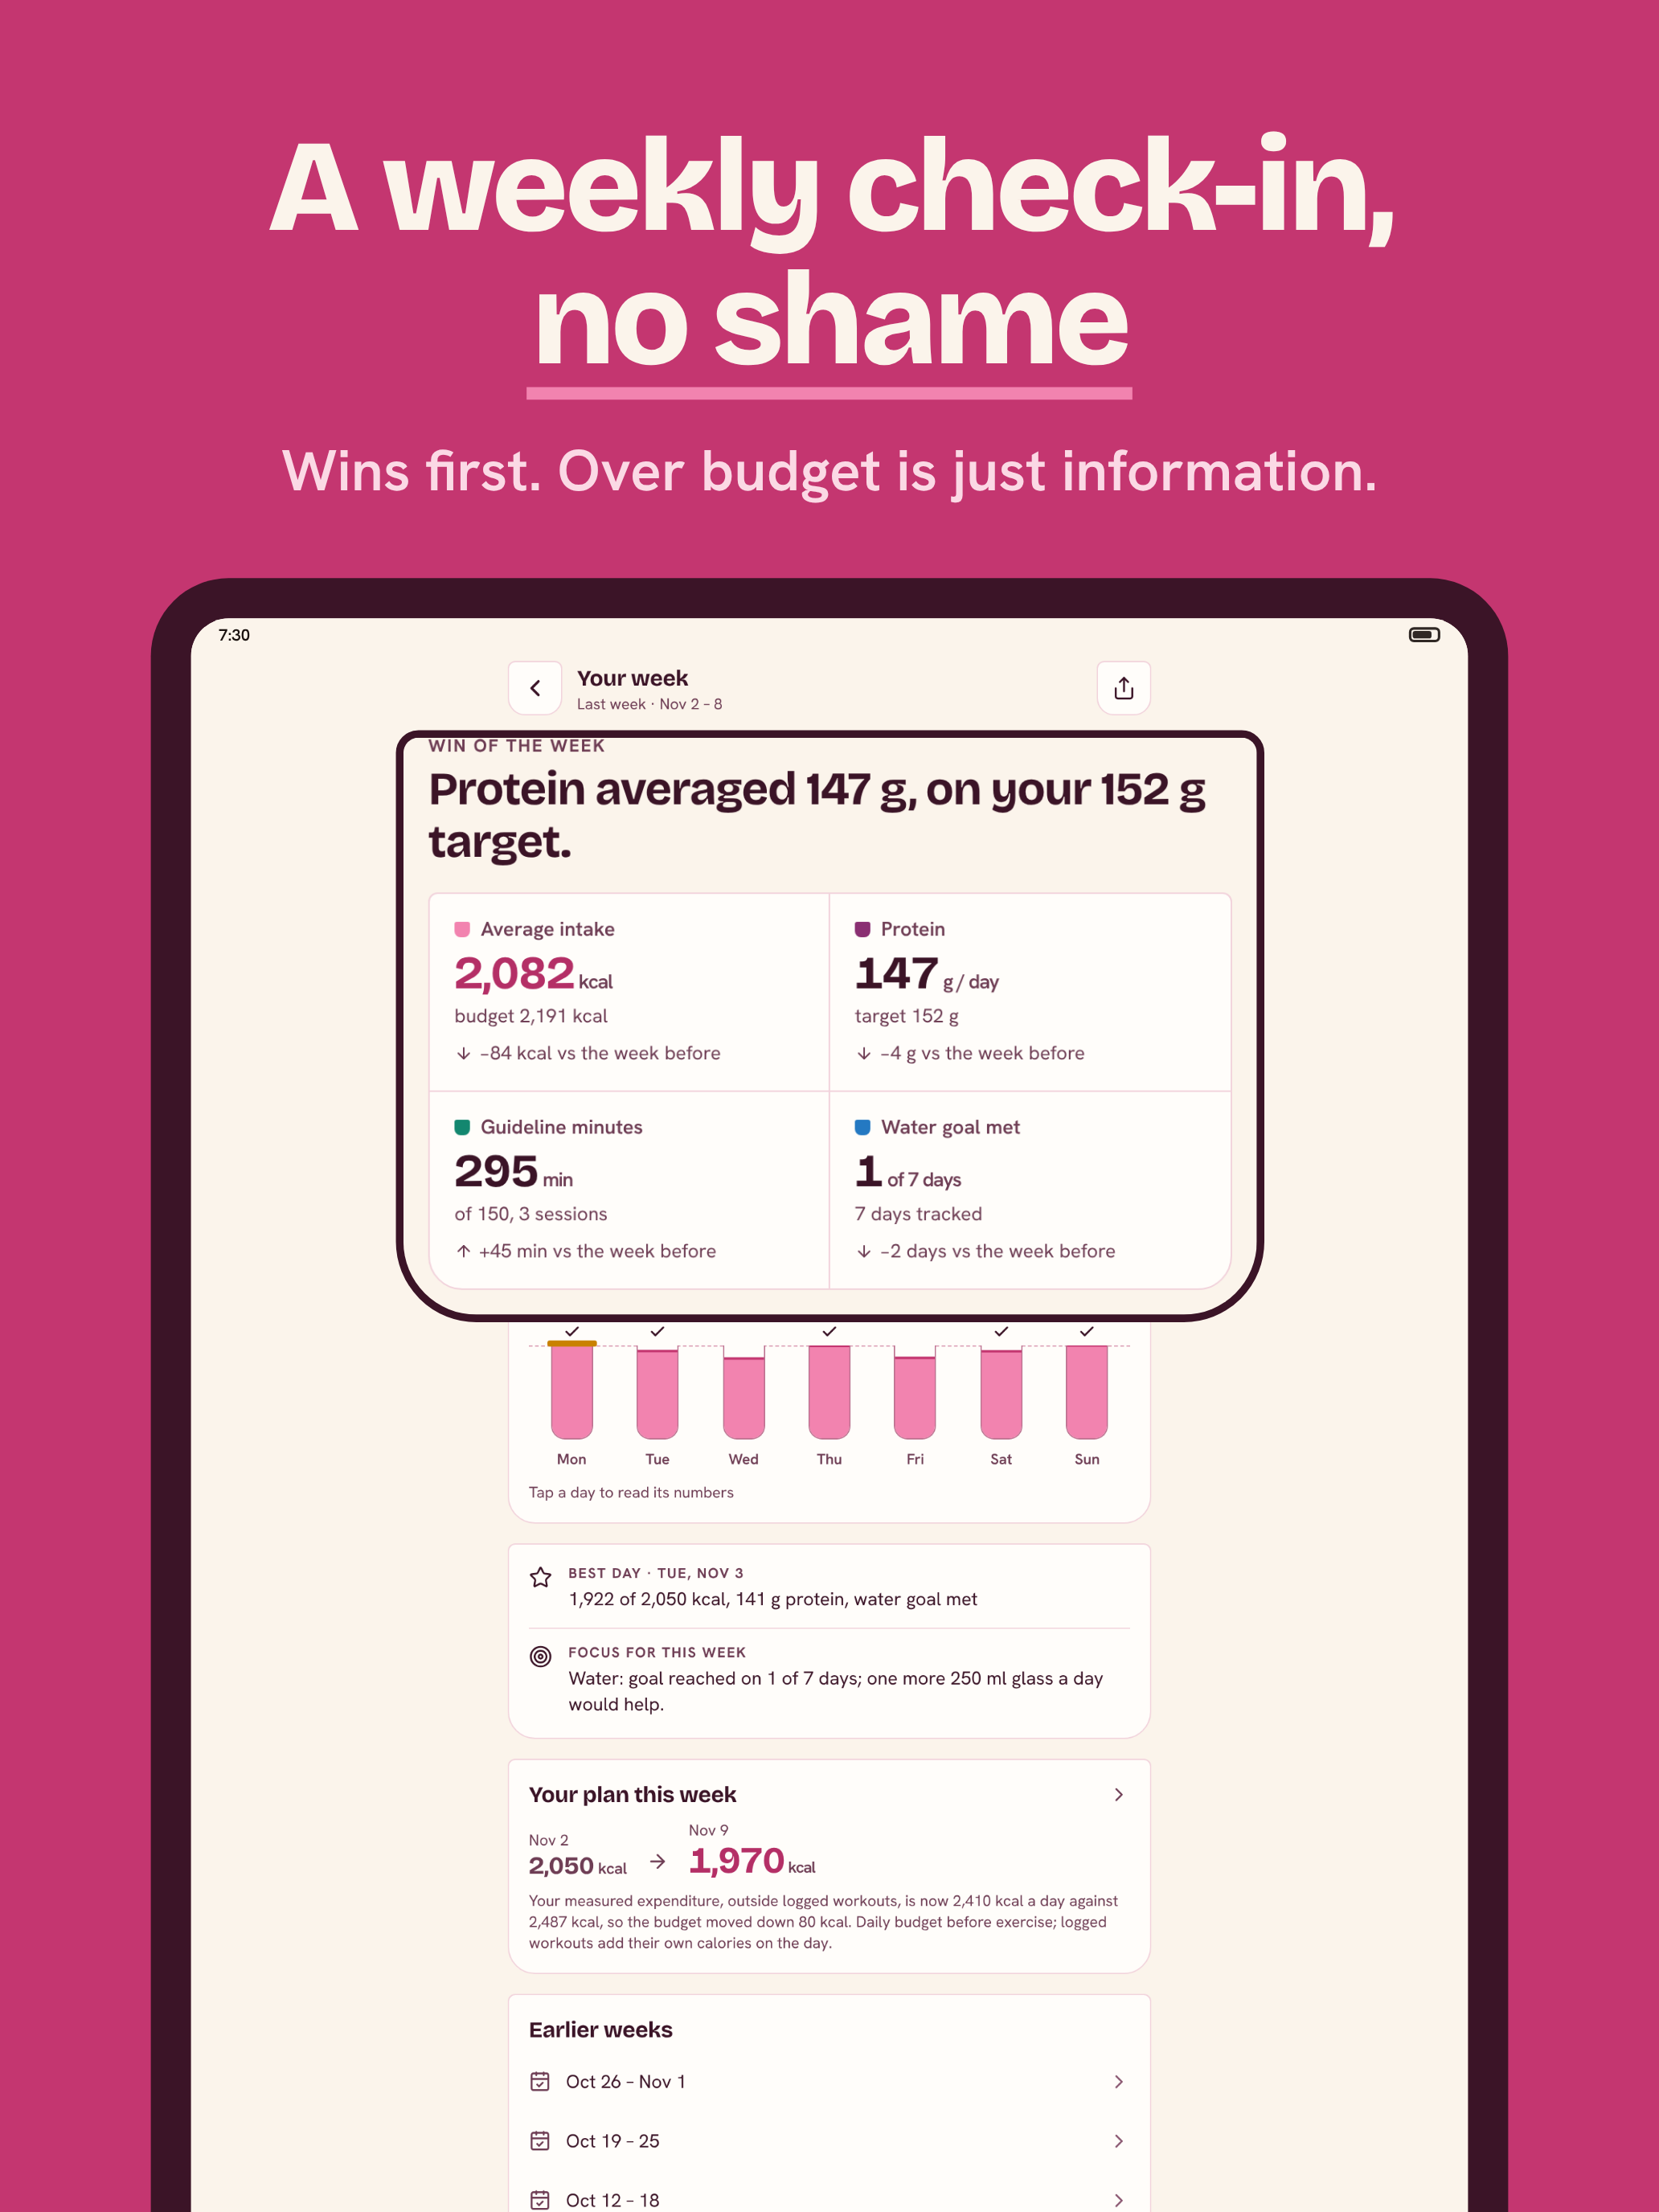 A weekly check-in,
no shame
Wins first. Over budget is just information.
7:30
Your week
Last week · Nov 2 – 8
WIN OF THE WEEK
Protein averaged 147 g, on your 152 g
target.
Average intake
2,082 kcal
budget 2,191 kcal
↓ −84 kcal vs the week before
Protein
147 g / day
target 152 g
↓ −4 g vs the week before
Guideline minutes
295 min
of 150, 3 sessions
↑ +45 min vs the week before
Water goal met
1 of 7 days
7 days tracked
↓ −2 days vs the week before
Mon Tue Wed Thu Fri Sat Sun
Tap a day to read its numbers
BEST DAY · TUE, NOV 3
1,922 of 2,050 kcal, 141 g protein, water goal met
FOCUS FOR THIS WEEK
Water: goal reached on 1 of 7 days; one more 250 ml glass a day
would help.
Your plan this week
Nov 2
2,050 kcal
→
Nov 9
1,970 kcal
Your measured expenditure, outside logged workouts, is now 2,410 kcal a day against
2,487 kcal, so the budget moved down 80 kcal. Daily budget before exercise; logged
workouts add their own calories on the day.
Earlier weeks
Oct 26 – Nov 1
Oct 19 – 25
Oct 12 – 18